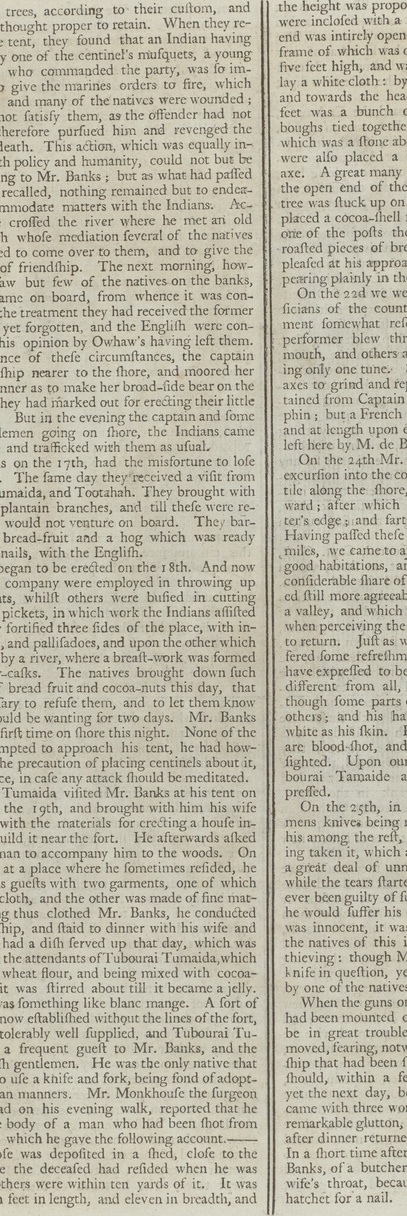 trees, according to their cuſtom, and
thought proper to retain. When they re-
e tent, they found that an Indian having
y one of the centinel's muſquets, a young
who commanded the party, was ſo im-
o give the marines orders to fire, which
and many of the natives were wounded;
not ſatisfy them, as the offender had not
herefore purſued him and revenged the
death. This action, which was equally in-
th policy and humanity, could not but be
ng to Mr. Banks; but as what had paſſed
recalled, nothing remained but to endea-
mmodate matters with the Indians. Ac-
croſſed the river where he met an old
h whoſe mediation ſeveral of the natives
ed to come over to them, and to give the
of friendſhip. The next morning, how-
aw but few of the natives on the banks,
ame on board, from whence it was con-
the treatment they had received the former
yet forgotten, and the Engliſh were con-
his opinion by Owhaw's having left them.
nce of theſe circumſtances, the captain
ſhip nearer to the ſhore, and moored her
nner as to make her broad-ſide bear on the
hey had marked out for erecting their little
But in the evening the captain and ſome
lemen going on ſhore, the Indians came
and trafficked with them as uſual.
s on the 17th, had the misfortune to loſe
. The ſame day they received a viſit from
umaida, and Tootahah. They brought with
plantain branches, and till theſe were re-
would not venture on board. They bar-
bread-fruit and a hog which was ready
nails, with the Engliſh.
began to be erected on the 18th. And now
company were employed in throwing up
ts, whilſt others were buſied in cutting
pickets, in which work the Indians aſſiſted
fortified three ſides of the place, with in-
, and palliſadoes, and upon the other which
by a river, where a breaſt-work was formed
r-caſks. The natives brought down ſuch
f bread fruit and cocoa-nuts this day, that
ſary to refuſe them, and to let them know
ould be wanting for two days. Mr. Banks
firſt time on ſhore this night. None of the
mpted to approach his tent, he had how-
he precaution of placing centinels about it,
ce, in caſe any attack ſhould be meditated.
Tumaida viſited Mr. Banks at his tent on
the 19th, and brought with him his wife
with the materials for erecting a houſe in-
uild it near the fort. He afterwards aſked
man to accompany him to the woods. On
at a place where he ſometimes reſided, he
s gueſts with two garments, one of which
cloth, and the other was made of fine mat-
g thus clothed Mr. Banks, he conducted
hip, and ſtaid to dinner with his wife and
had a diſh ſerved up that day, which was
the attendants of Tubourai Tumaida, which
wheat flour, and being mixed with cocoa-
it was ſtirred about till it became a jelly.
as ſomething like blanc mange. A ſort of
now eſtabliſhed without the lines of the fort,
tolerably well ſupplied, and Tubourai Tu-
a frequent gueſt to Mr. Banks, and the
ſh gentlemen. He was the only native that
o uſe a knife and fork, being fond of adopt-
an manners. Mr. Monkhouſe the ſurgeon
ad on his evening walk, reported that he
e body of a man who had been ſhot from
which he gave the following account.——
oſe was depoſited in a ſhed, cloſe to the
e the deceaſed had reſided when he was
others were within ten yards of it. It was
n feet in length, and eleven in breadth, and
the height was propo
were incloſed with a
end was intirely open
frame of which was o
five feet high, and w
lay a white cloth: by
and towards the hea
feet was a bunch o
boughs tied togethe
which was a ſtone ab
were alſo placed a
axe. A great many
the open end of the
tree was ſtuck up on
placed a cocoa-ſhell
one of the poſts th
roaſted pieces of bre
pleaſed at his approa
pearing plainly in th
On the 22d we we
ſicians of the count
ment ſomewhat reſe
performer blew thr
mouth, and others a
ing only one tune.
axes to grind and rep
tained from Captain
phin; but a French
and at length upon e
left here by M. de B
On the 24th Mr.
excurſion into the co
tile along the ſhore,
ward; after which
ter's edge; and fart
Having paſſed theſe
miles, we came to a
good habitations, an
conſiderable ſhare of
ed ſtill more agreeab
a valley, and which
when perceiving the
to return. Juſt as w
fered ſome refreſhm
have expreſſed to be
different from all,
though ſome parts o
others; and his ha
white as his ſkin.
are blood-ſhot, and
ſighted. Upon our
bourai Tamaide a
preſſed.
On the 25th, in
mens knives being
his among the reſt,
ing taken it, which
a great deal of unn
while the tears ſtarte
ever been guilty of ſu
he would ſuffer his
was innocent, it wa
the natives of this i
thieving: though M
knife in queſtion, ye
by one of the natives
When the guns on
had been mounted o
be in great trouble
moved, fearing, notw
ſhip that had been f
ſhould, within a fe
yet the next day, b
came with three wor
remarkable glutton,
after dinner returne
In a ſhort time after
Banks, of a butcher
wife's throat, becau
hatchet for a nail.